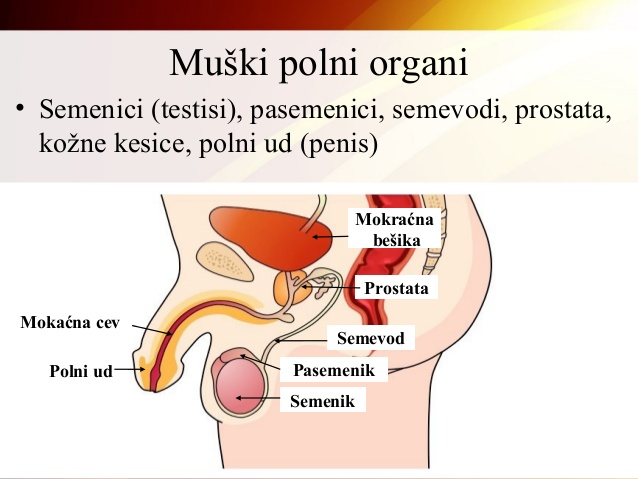 Muški polni organi
• Semenici (testisi), pasemenici, semevodi, prostata,
kožne kesice, polni ud (penis)
Mokraćna
bešika
Prostata
Mokaćna cev
Semevod
Polni ud
Pasemenik
Semenik